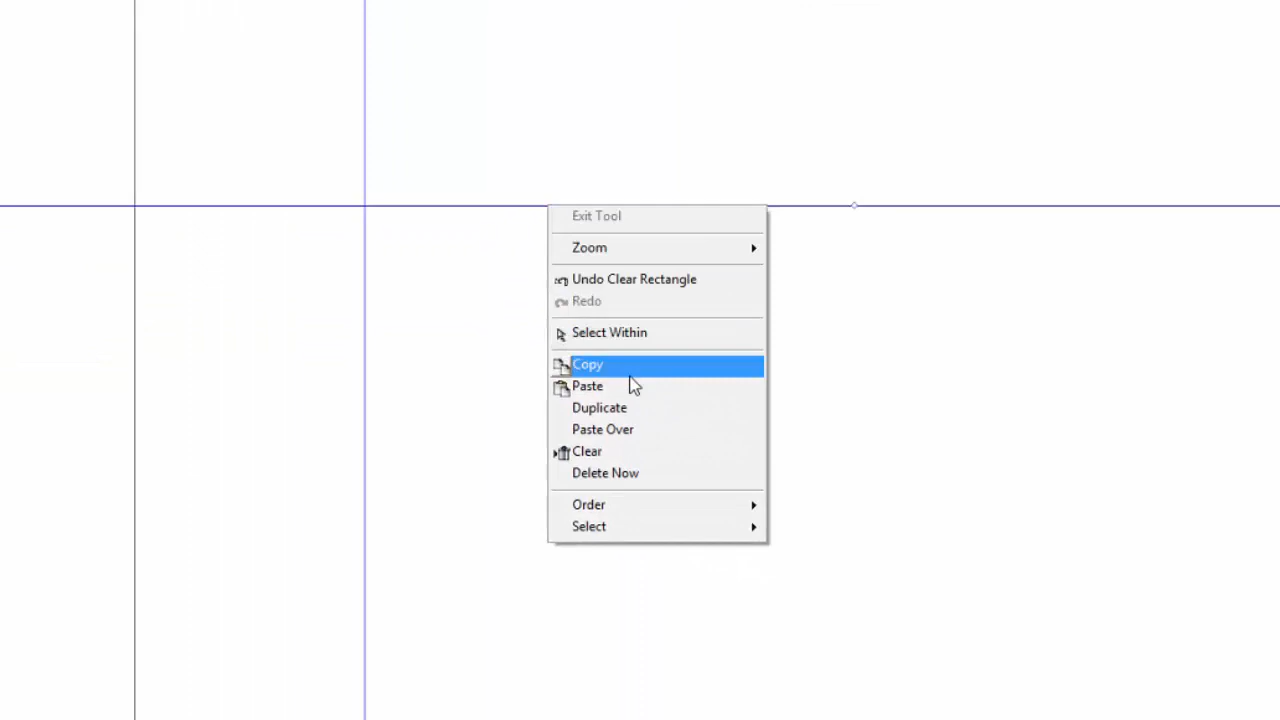 Exit Tool
Zoom
Undo Clear Rectangle
Redo
Select Within
Copy
Paste
Duplicate
Paste Over
Clear
Delete Now
Order
Select